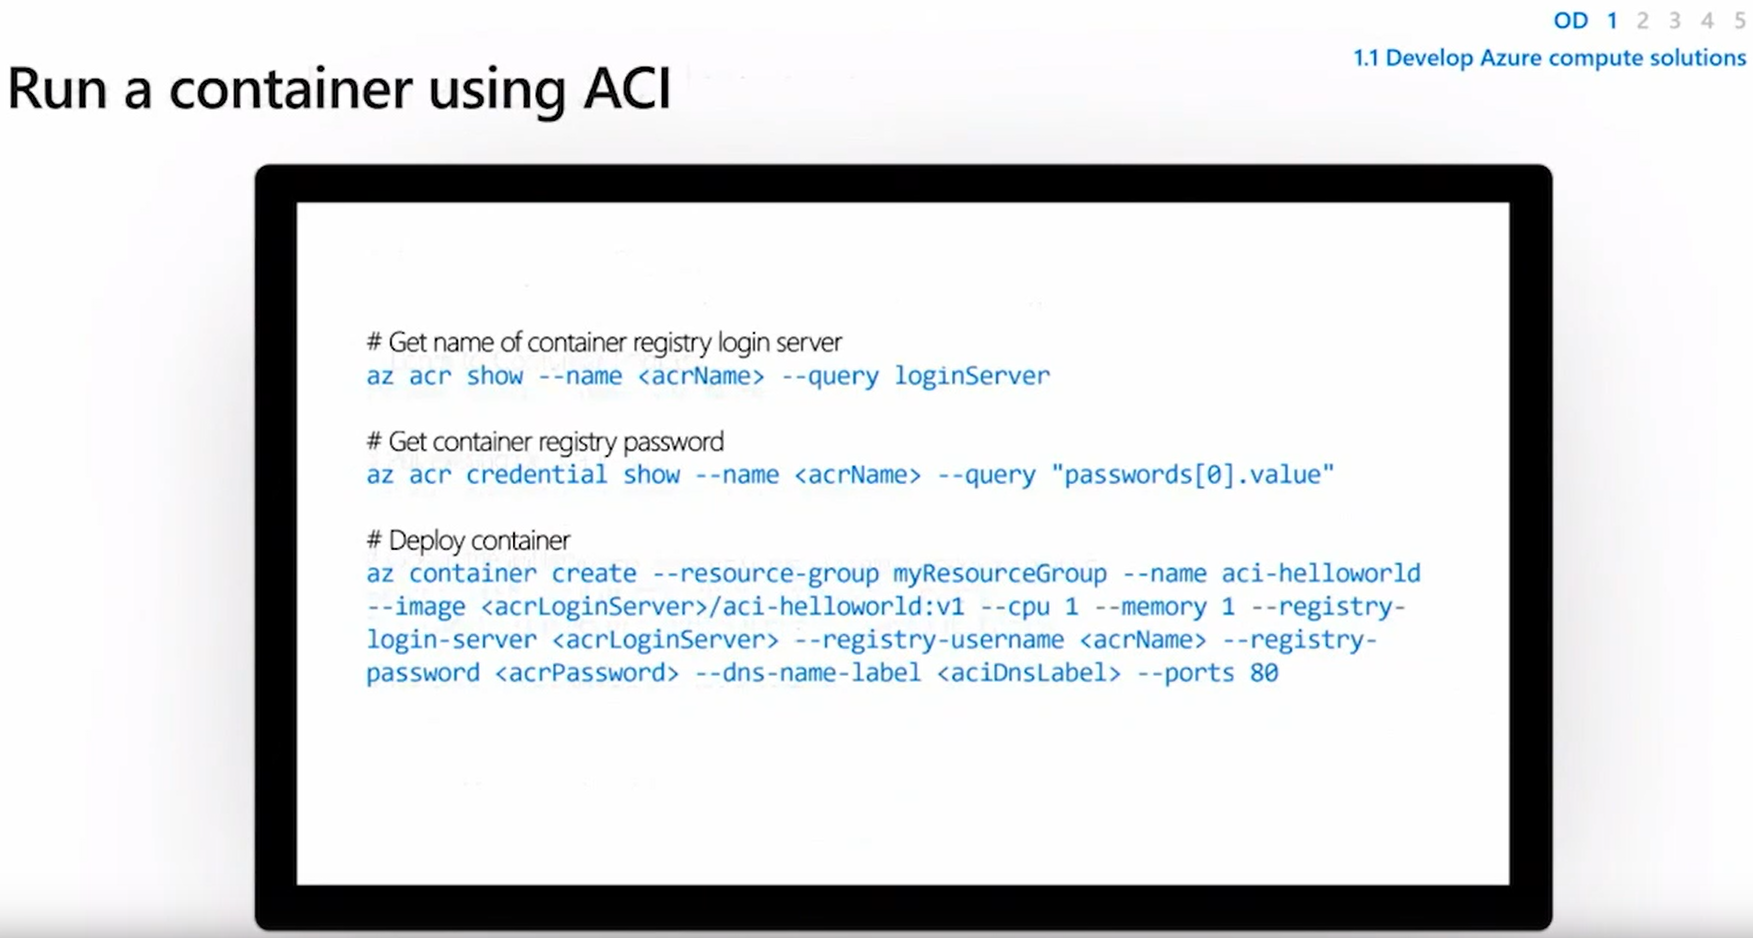 OD 1 2 3 4 5
1.1 Develop Azure compute solutions
Run a container using ACI
# Get name of container registry login server
az acr show --name <acrName> --query loginServer
# Get container registry password
az acr credential show --name <acrName> --query "passwords[0].value"
# Deploy container
az container create --resource-group myResourceGroup --name aci-helloworld
--image <acrLoginServer>/aci-helloworld:v1 --cpu 1 --memory 1 --registry-
login-server <acrLoginServer> --registry-username <acrName> --registry-
password <acrPassword> --dns-name-label <aciDnsLabel> --ports 80